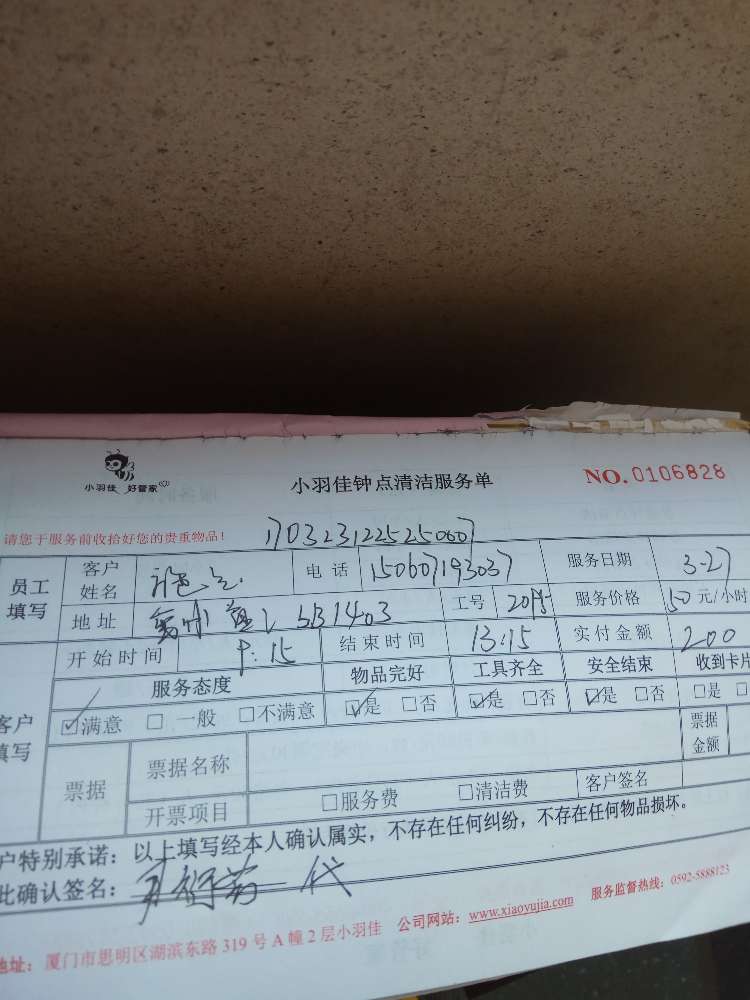 小羽佳 好管家
小羽佳钟点清洁服务单
NO.0106828
请您于服务前收拾好您的贵重物品！
1703231225250607
员工填写 客户姓名 电话 150607193037 服务日期 3-27
地址 5B1403 工号 服务价格 50元/小时
开始时间 9:15 结束时间 13:15 实付金额 200
客户填写 服务态度 物品完好 工具齐全 安全结束 收到卡片
☑满意 □一般 □不满意 ☑是 □否 ☑是 □否 ☑是 □否 □是
票据 票据名称 票据金额
开票项目 □服务费 □清洁费 客户签名
户特别承诺：以上填写经本人确认属实，不存在任何纠纷，不存在任何物品损坏。
此确认签名： 代
地址：厦门市思明区湖滨东路319号A幢2层小羽佳 公司网站：www.xiaoyujia.com 服务监督热线：0592-5888123